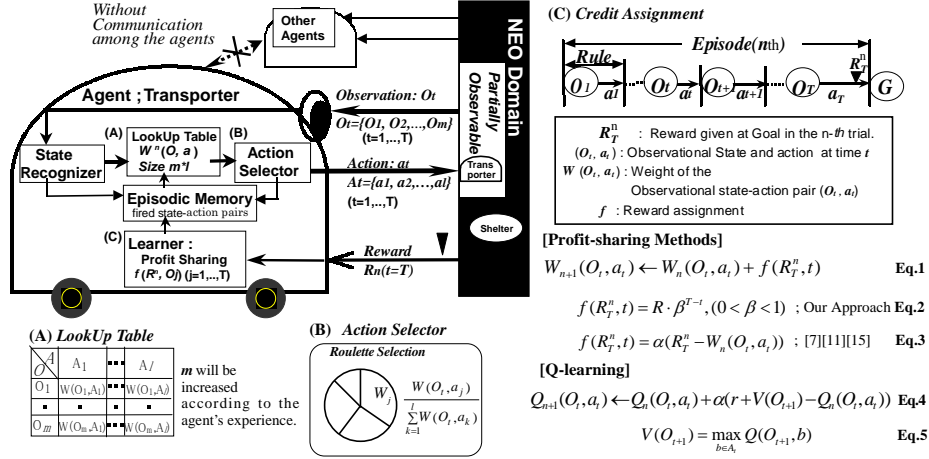 Without
Communication
among the agents
Other
Agents
NEO Domain
Partially
Observable
Trans
porter
Shelter
Agent ; Transporter
Observation: Ot
Ot={O1, O2,...,Om}
(t=1,..,T)
Action: at
At={a1, a2,...,al}
(t=1,..,T)
Reward
Rn(t=T)
State
Recognizer
(A)
LookUp Table
W n (O, a )
Size m*l
(B)
Action
Selector
Episodic Memory
fired state-action pairs
(C)
Learner :
Profit Sharing
f (R n, Oj) (j=1,..,T)
(A) LookUp Table
A
O
A1
Al
O1
W(O1,A1)
W(O1,Al)
Om
W(Om,A1)
W(Om,Al)
m will be
increased
according to the
agent's experience.
(B) Action Selector
Roulette Selection
Wj
W(Ot,aj)
l
∑W(Ot,ak)
k=1
(C) Credit Assignment
Episode(nth)
Rule
R n T
O1 a1 Ot at Ot+1 at+1 OT aT G
R n T : Reward given at Goal in the n-th trial.
(Ot, at) : Observational State and action at time t
W (Ot, at) : Weight of the
Observational state-action pair (Ot, at)
f : Reward assignment
[Profit-sharing Methods]
Wn+1(Ot,at) ← Wn(Ot,at) + f(R n T,t) Eq.1
f(R n T,t) = R · β^T−t, (0 < β < 1) ; Our Approach Eq.2
f(R n T,t) = α(R n T − Wn(Ot,at)) ; [7][11][15] Eq.3
[Q-learning]
Qn+1(Ot,at) ← Qn(Ot,at) + α(r + V(Ot+1) − Qn(Ot,at)) Eq.4
V(Ot+1) = max b∈At Q(Ot+1,b) Eq.5